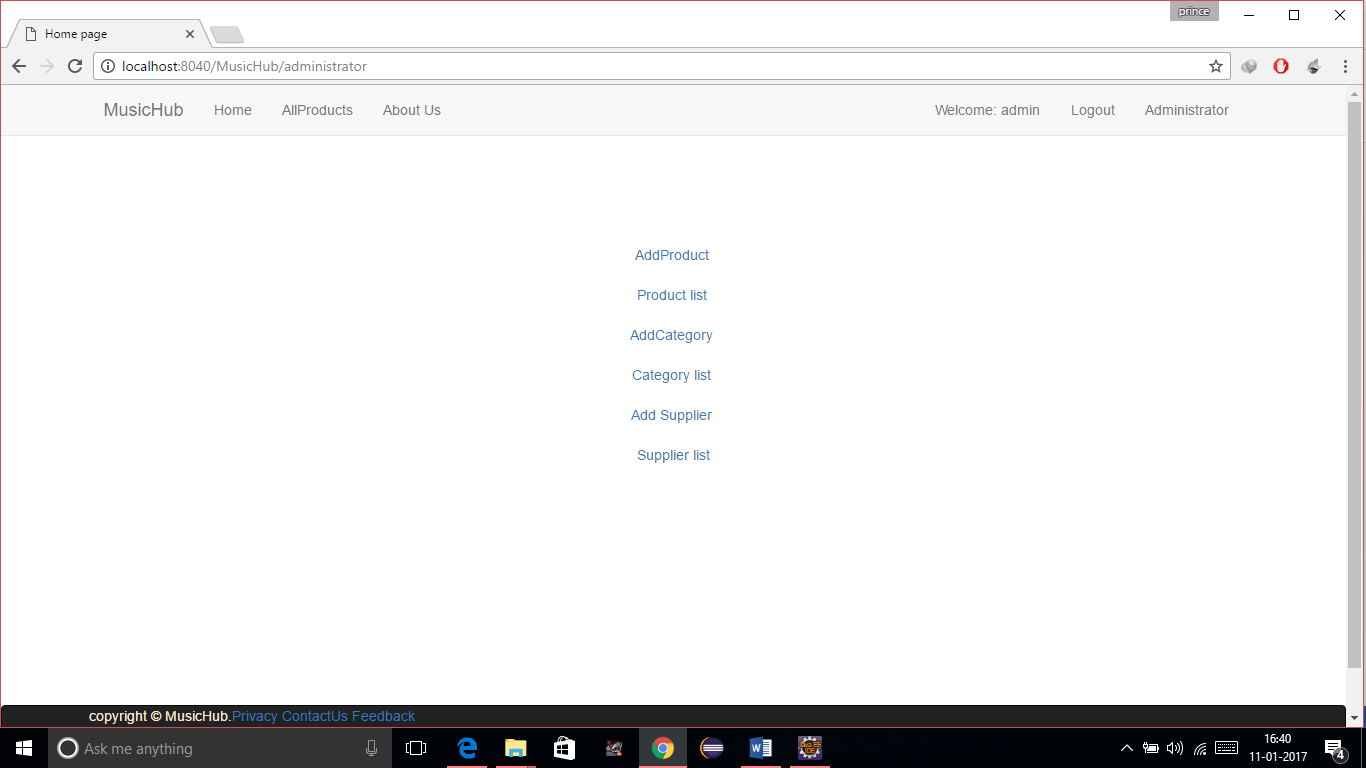 prince
Home page
localhost:8040/MusicHub/administrator
MusicHub Home AllProducts About Us Welcome: admin Logout Administrator
AddProduct
Product list
AddCategory
Category list
Add Supplier
Supplier list
copyright © MusicHub.Privacy ContactUs Feedback
Ask me anything
16:40
11-01-2017
4